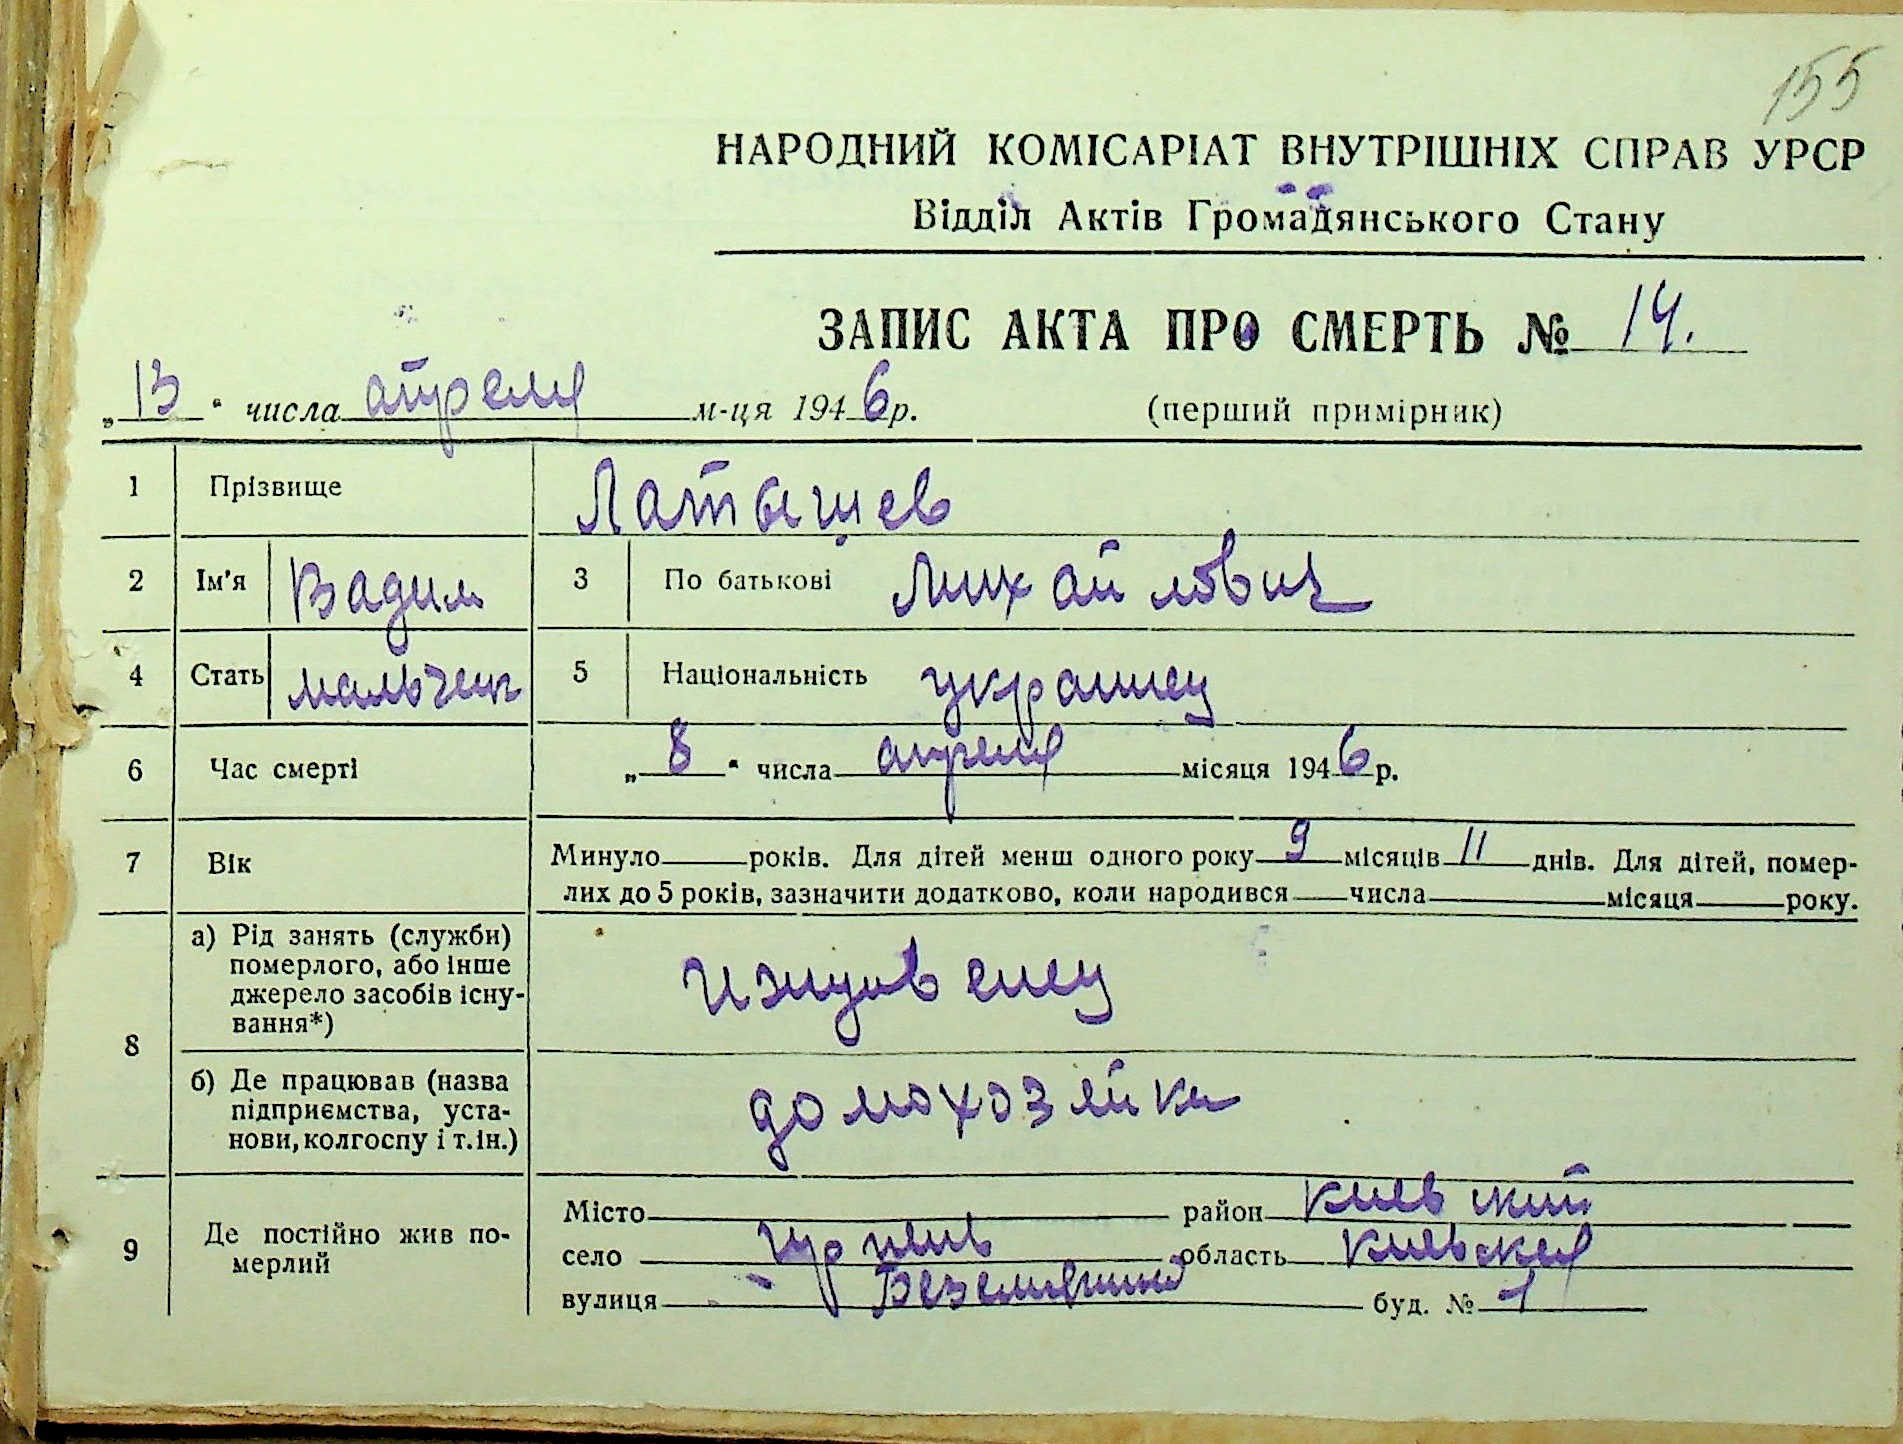 155
НАРОДНИЙ КОМІСАРІАТ ВНУТРІШНІХ СПРАВ УРСР
Відділ Актів Громадянського Стану
ЗАПИС АКТА ПРО СМЕРТЬ № 14.
„13“ числа апреля м-ця 1946 р. (перший примірник)
1 Прізвище Латышев
2 Ім'я Вадим 3 По батькові Михайлович
4 Стать мальчик 5 Національність украинец
6 Час смерті „8“ числа апреля місяця 1946 р.
7 Вік Минуло років. Для дітей менш одного року 9 місяців 11 днів. Для дітей, помер-
лих до 5 років, зазначити додатково, коли народився числа місяця року.
8 а) Рід занять (служби)
померлого, або інше
джерело засобів існу-
вання*) иждивенец
б) Де працював (назва
підприємства, уста-
нови, колгоспу і т.ін.) домохозяйка
9 Де постійно жив по-
мерлий
Місто район Киевский
село область Киевская
вулиця буд. № 1